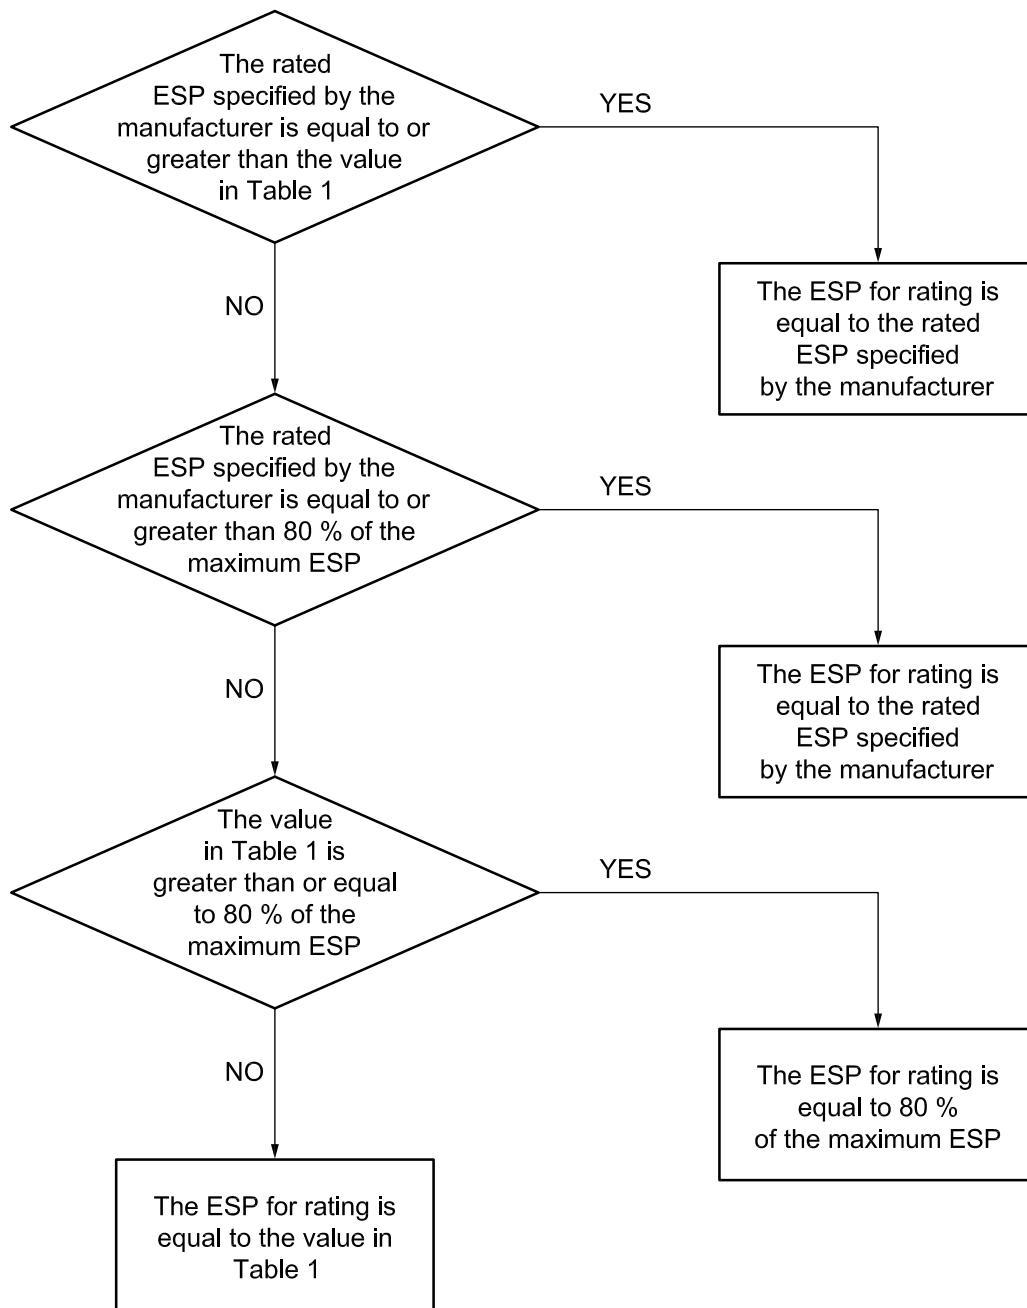 The rated
ESP specified by the
manufacturer is equal to or
greater than the value
in Table 1
YES
The ESP for rating is
equal to the rated
ESP specified
by the manufacturer
NO
The rated
ESP specified by the
manufacturer is equal to or
greater than 80 % of the
maximum ESP
YES
The ESP for rating is
equal to the rated
ESP specified
by the manufacturer
NO
The value
in Table 1 is
greater than or equal
to 80 % of the
maximum ESP
YES
The ESP for rating is
equal to 80 %
of the maximum ESP
NO
The ESP for rating is
equal to the value in
Table 1